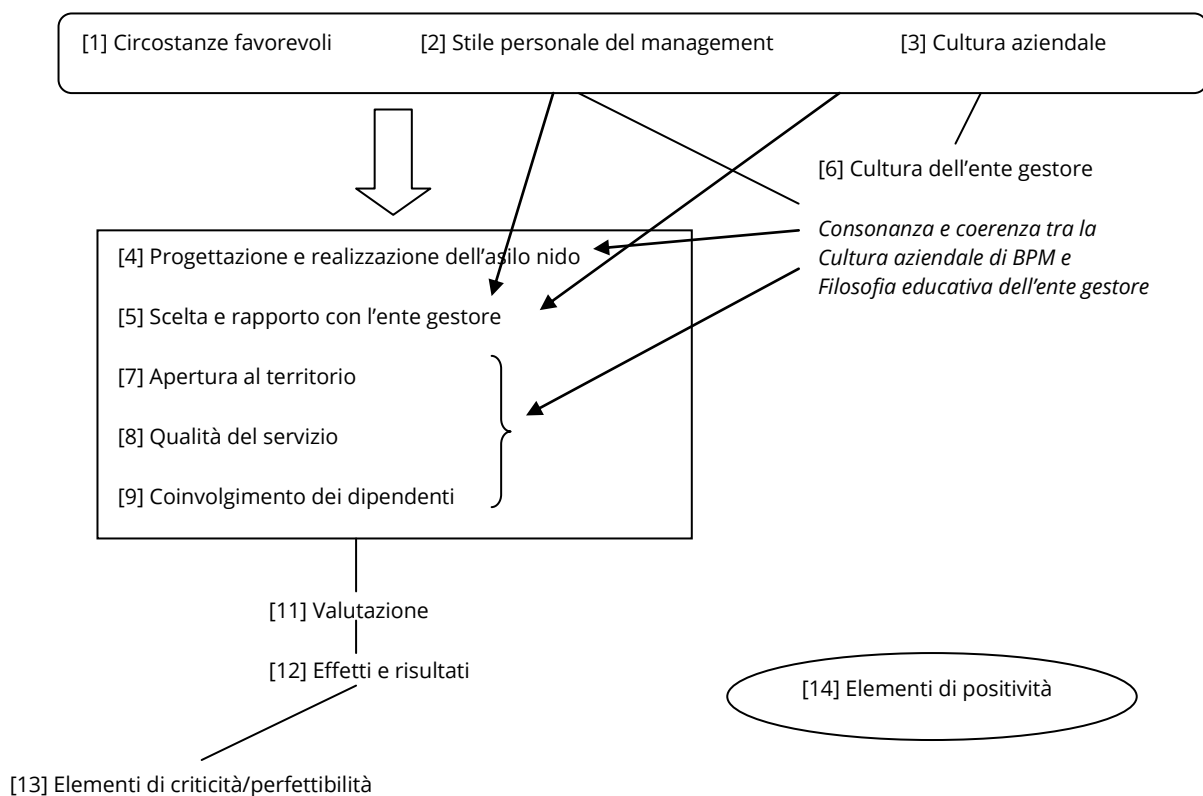 [1] Circostanze favorevoli [2] Stile personale del management [3] Cultura aziendale
[6] Cultura dell’ente gestore
Consonanza e coerenza tra la
Cultura aziendale di BPM e
Filosofia educativa dell’ente gestore
[4] Progettazione e realizzazione dell’asilo nido
[5] Scelta e rapporto con l’ente gestore
[7] Apertura al territorio
[8] Qualità del servizio
[9] Coinvolgimento dei dipendenti
[11] Valutazione
[12] Effetti e risultati
[14] Elementi di positività
[13] Elementi di criticità/perfettibilità